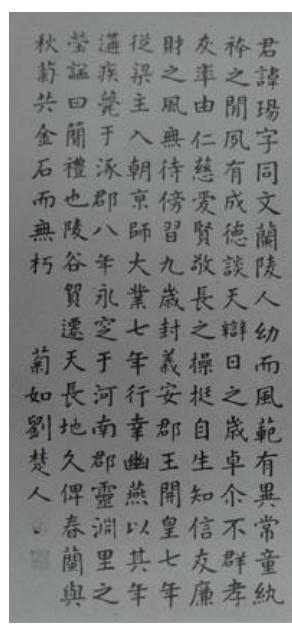 君諱瑒字同文蘭陵人幼而風範有異常童紈
袴之間夙有成德談天辯日之歲卓尒不群孝
友率由仁慈愛賢敬長之操挺自生知信友廉
財之風無待傍習九歲封義安郡王開皇七年
從梁主入朝京師大業七年行幸幽燕以其年
遘疾薨于涿郡八年永窆于河南郡靈淵里之
塋謚曰簡禮也陵谷貿遷天長地久俾春蘭與
秋菊共金石而無朽
菊如劉楚人